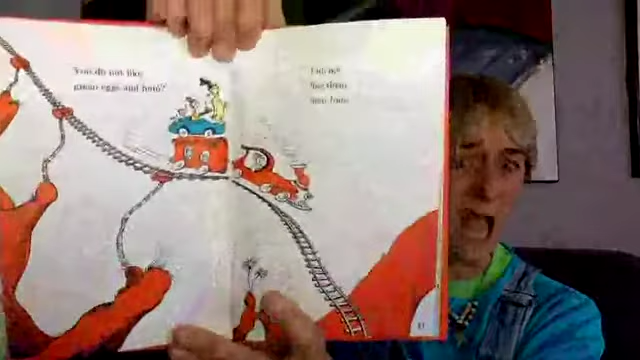 You do not like
green eggs and ham?
I do not
like them,
Sam-I-am.